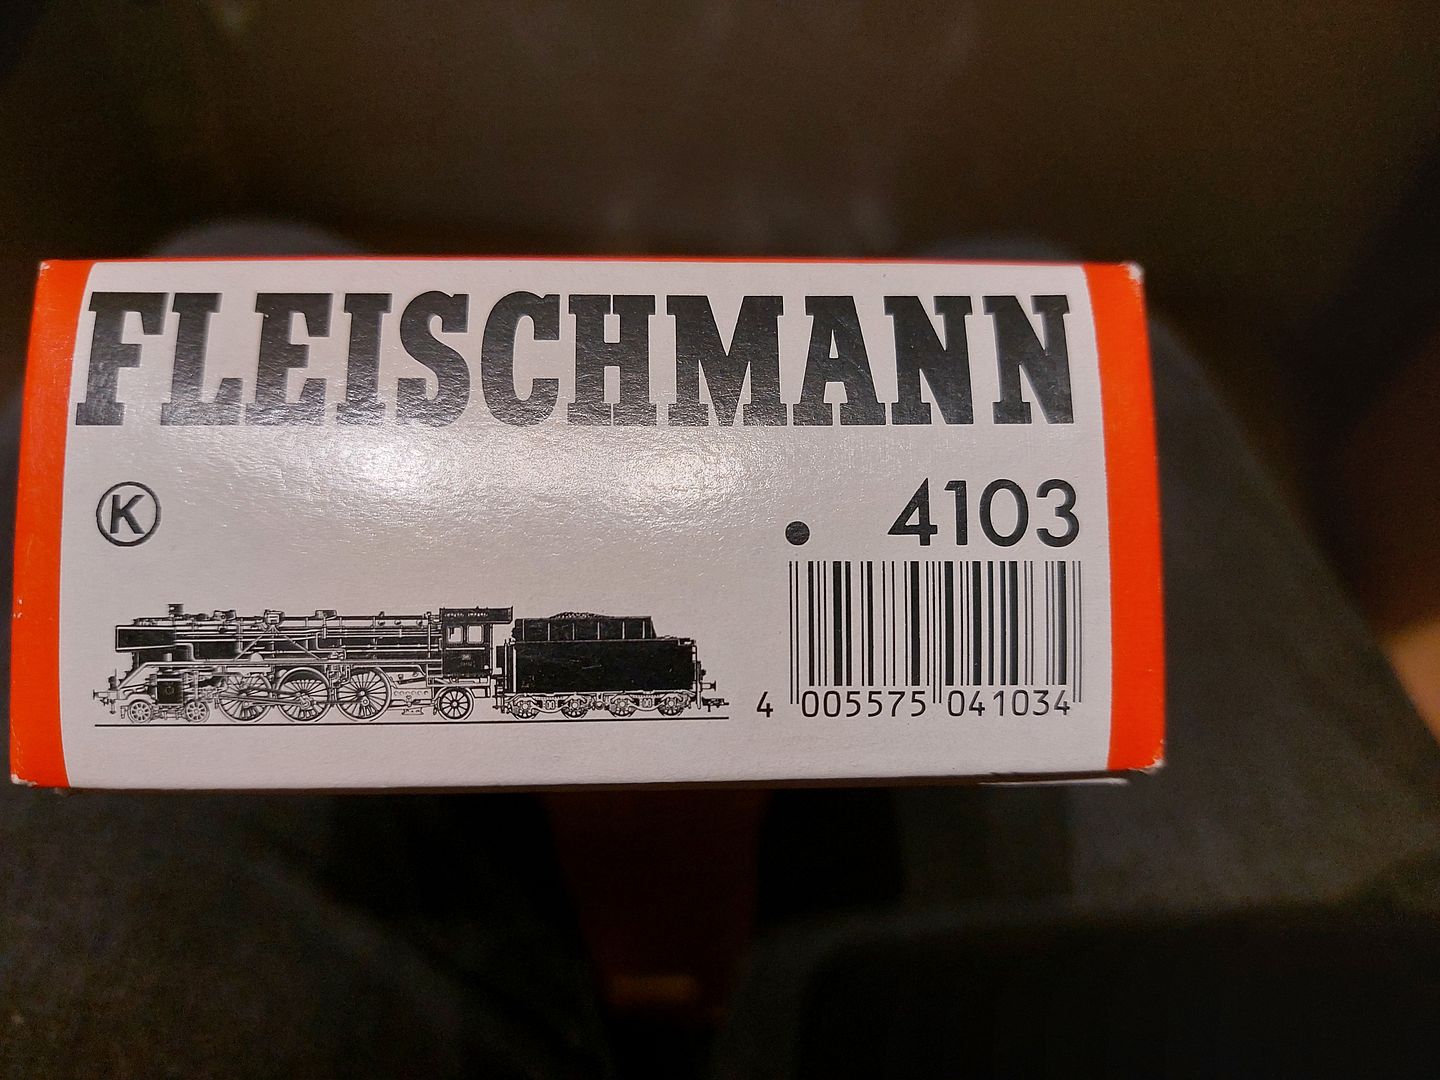 FLEISCHMANN
K
• 4103
4 005575 041034